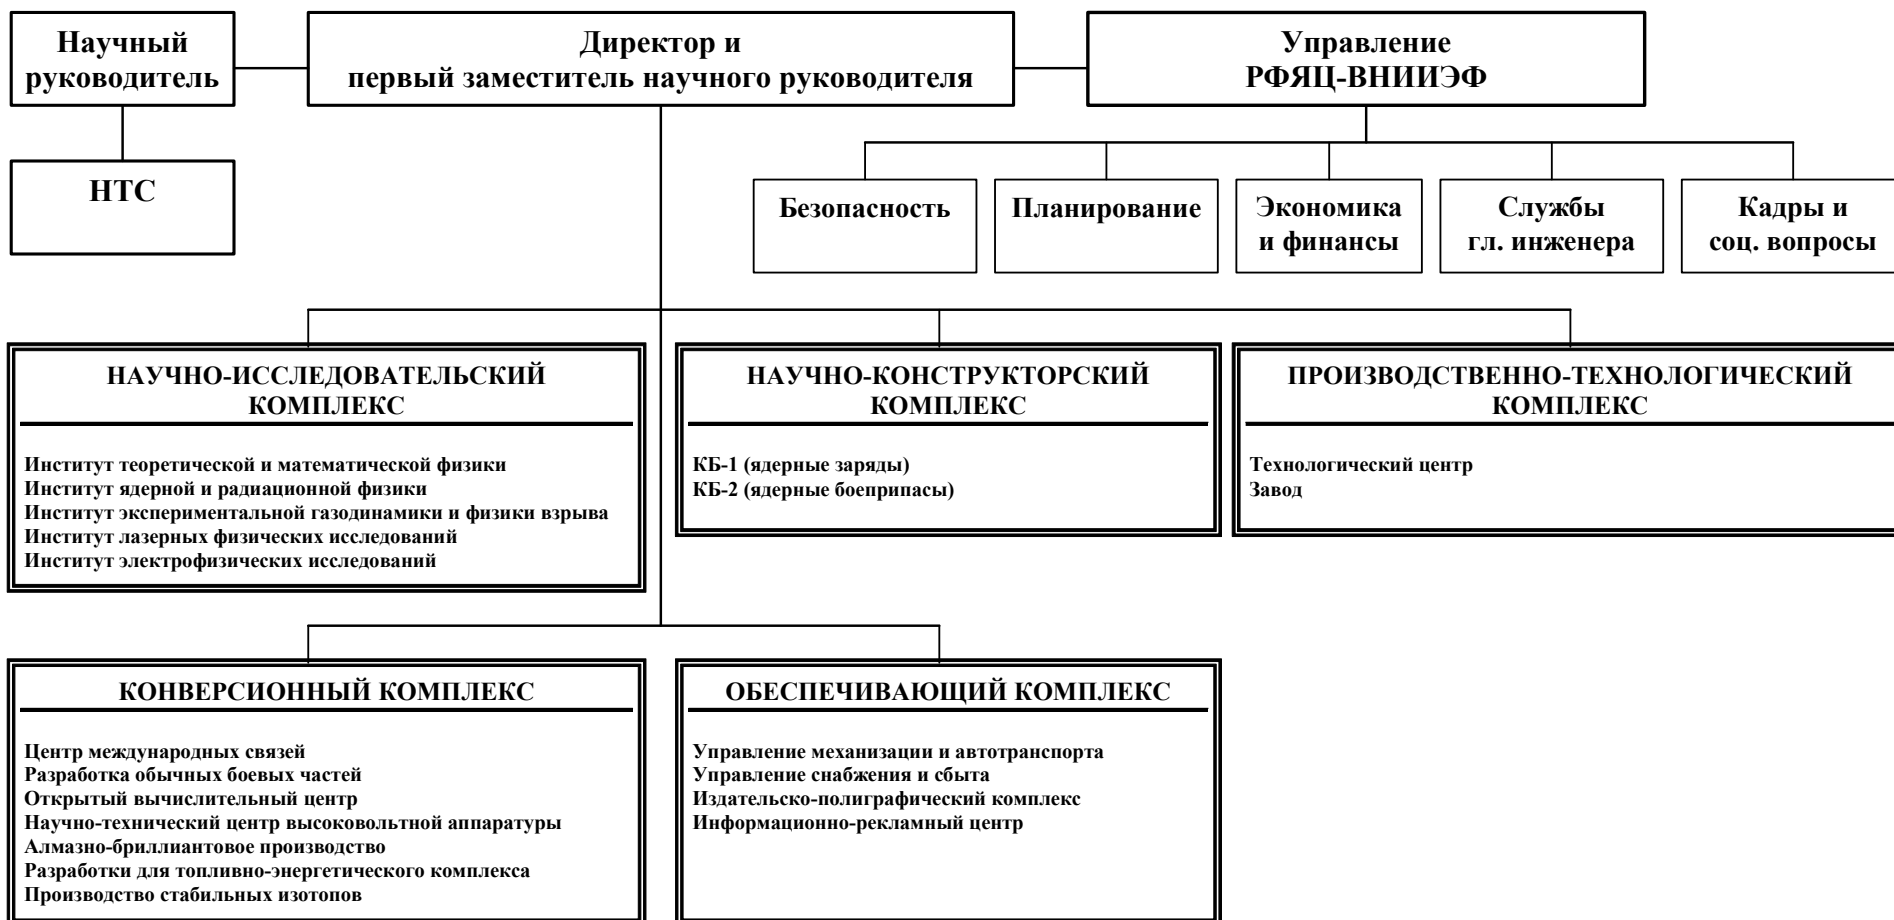 Научный
руководитель
Директор и
первый заместитель научного руководителя
Управление
РФЯЦ-ВНИИЭФ
НТС
Безопасность
Планирование
Экономика
и финансы
Службы
гл. инженера
Кадры и
соц. вопросы
НАУЧНО-ИССЛЕДОВАТЕЛЬСКИЙ
КОМПЛЕКС
Институт теоретической и математической физики
Институт ядерной и радиационной физики
Институт экспериментальной газодинамики и физики взрыва
Институт лазерных физических исследований
Институт электрофизических исследований
НАУЧНО-КОНСТРУКТОРСКИЙ
КОМПЛЕКС
КБ-1 (ядерные заряды)
КБ-2 (ядерные боеприпасы)
ПРОИЗВОДСТВЕННО-ТЕХНОЛОГИЧЕСКИЙ
КОМПЛЕКС
Технологический центр
Завод
КОНВЕРСИОННЫЙ КОМПЛЕКС
Центр международных связей
Разработка обычных боевых частей
Открытый вычислительный центр
Научно-технический центр высоковольтной аппаратуры
Алмазно-бриллиантовое производство
Разработки для топливно-энергетического комплекса
Производство стабильных изотопов
ОБЕСПЕЧИВАЮЩИЙ КОМПЛЕКС
Управление механизации и автотранспорта
Управление снабжения и сбыта
Издательско-полиграфический комплекс
Информационно-рекламный центр